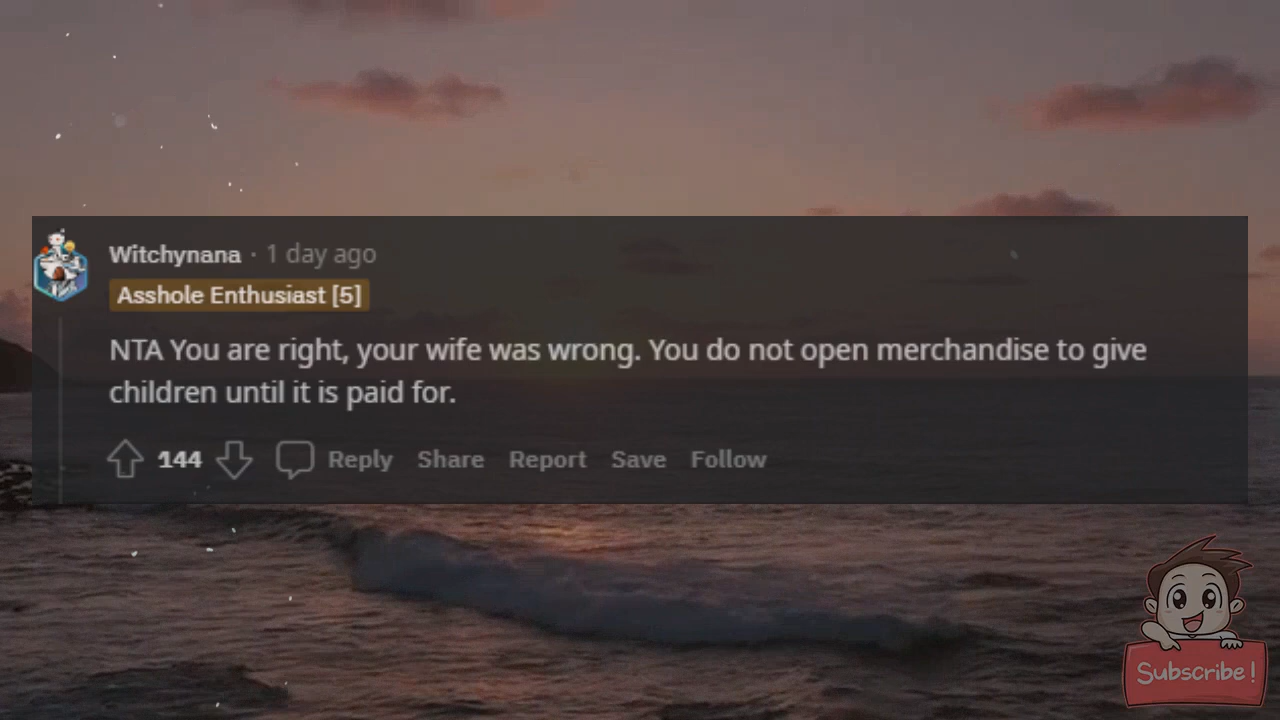 Witchynana · 1 day ago
Asshole Enthusiast [5]
NTA You are right, your wife was wrong. You do not open merchandise to give
children until it is paid for.
144 Reply Share Report Save Follow
Subscribe!